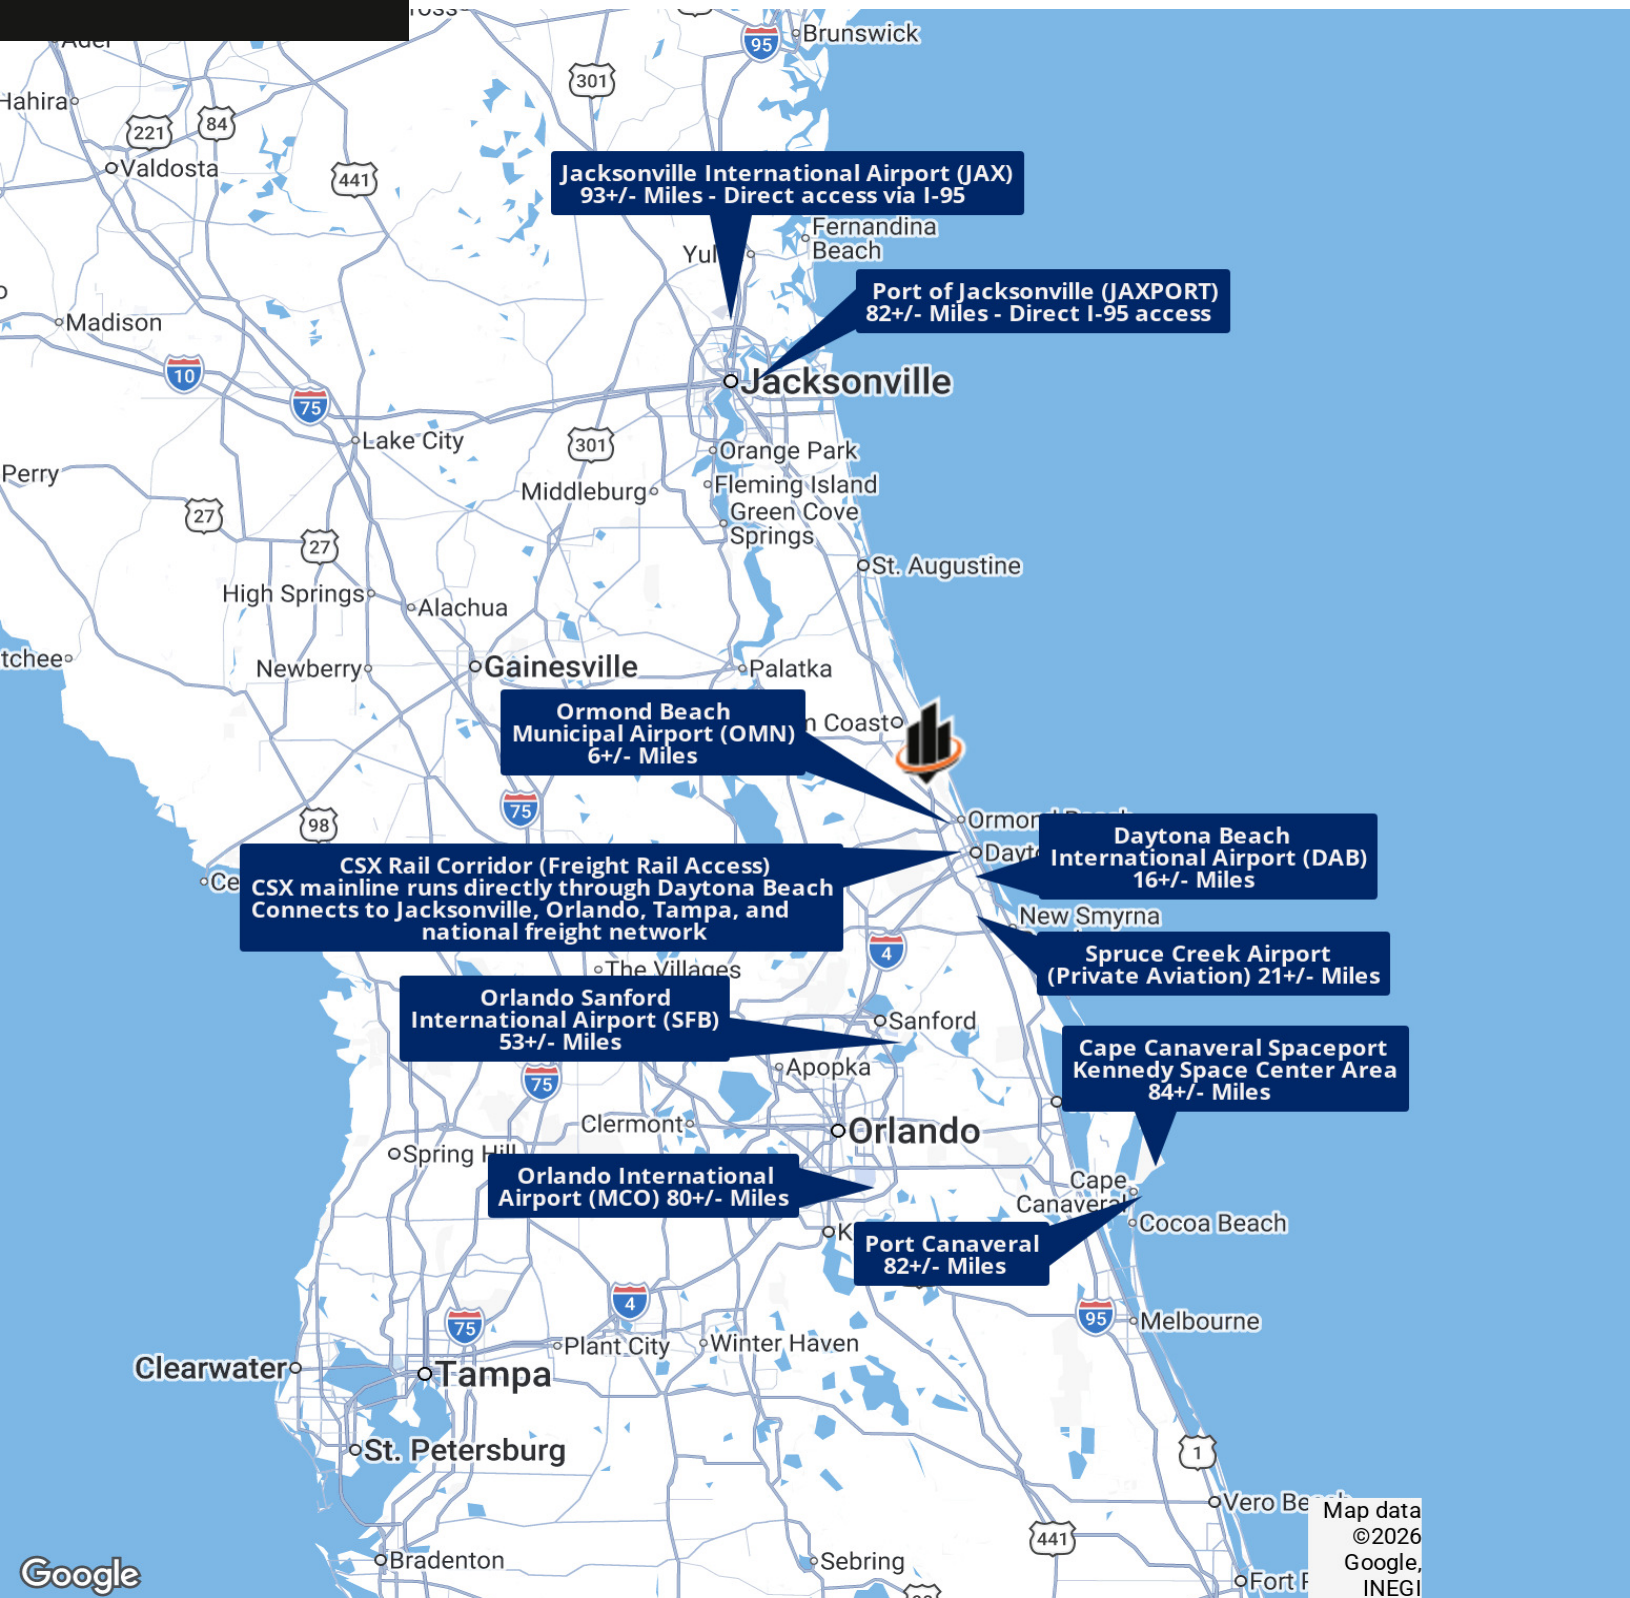 Brunswick
95
301
Hahira
221
84
Valdosta
441
Jacksonville International Airport (JAX)
93+/- Miles - Direct access via I-95
Fernandina
Beach
Port of Jacksonville (JAXPORT)
82+/- Miles - Direct I-95 access
Madison
10
75
Jacksonville
Lake City
301
Orange Park
Perry
Middleburg
Fleming Island
27
Green Cove
Springs
27
St. Augustine
High Springs
Alachua
Newberry
Gainesville
Palatka
Ormond Beach
Municipal Airport (OMN)
6+/- Miles
Coast
75
98
Daytona Beach
International Airport (DAB)
16+/- Miles
CSX Rail Corridor (Freight Rail Access)
CSX mainline runs directly through Daytona Beach
Connects to Jacksonville, Orlando, Tampa, and
national freight network
New Smyrna
4
Spruce Creek Airport
(Private Aviation) 21+/- Miles
The Villages
Orlando Sanford
International Airport (SFB)
53+/- Miles
Sanford
Cape Canaveral Spaceport
Kennedy Space Center Area
84+/- Miles
Apopka
75
Clermont
Orlando
Spring Hill
Orlando International
Airport (MCO) 80+/- Miles
Cape
Canaveral
Cocoa Beach
Port Canaveral
82+/- Miles
4
75
95
Melbourne
Plant City
Winter Haven
Clearwater
Tampa
St. Petersburg
1
Vero Beach
441
Map data
©2026
Google,
INEGI
Bradenton
Sebring
Google
Fort